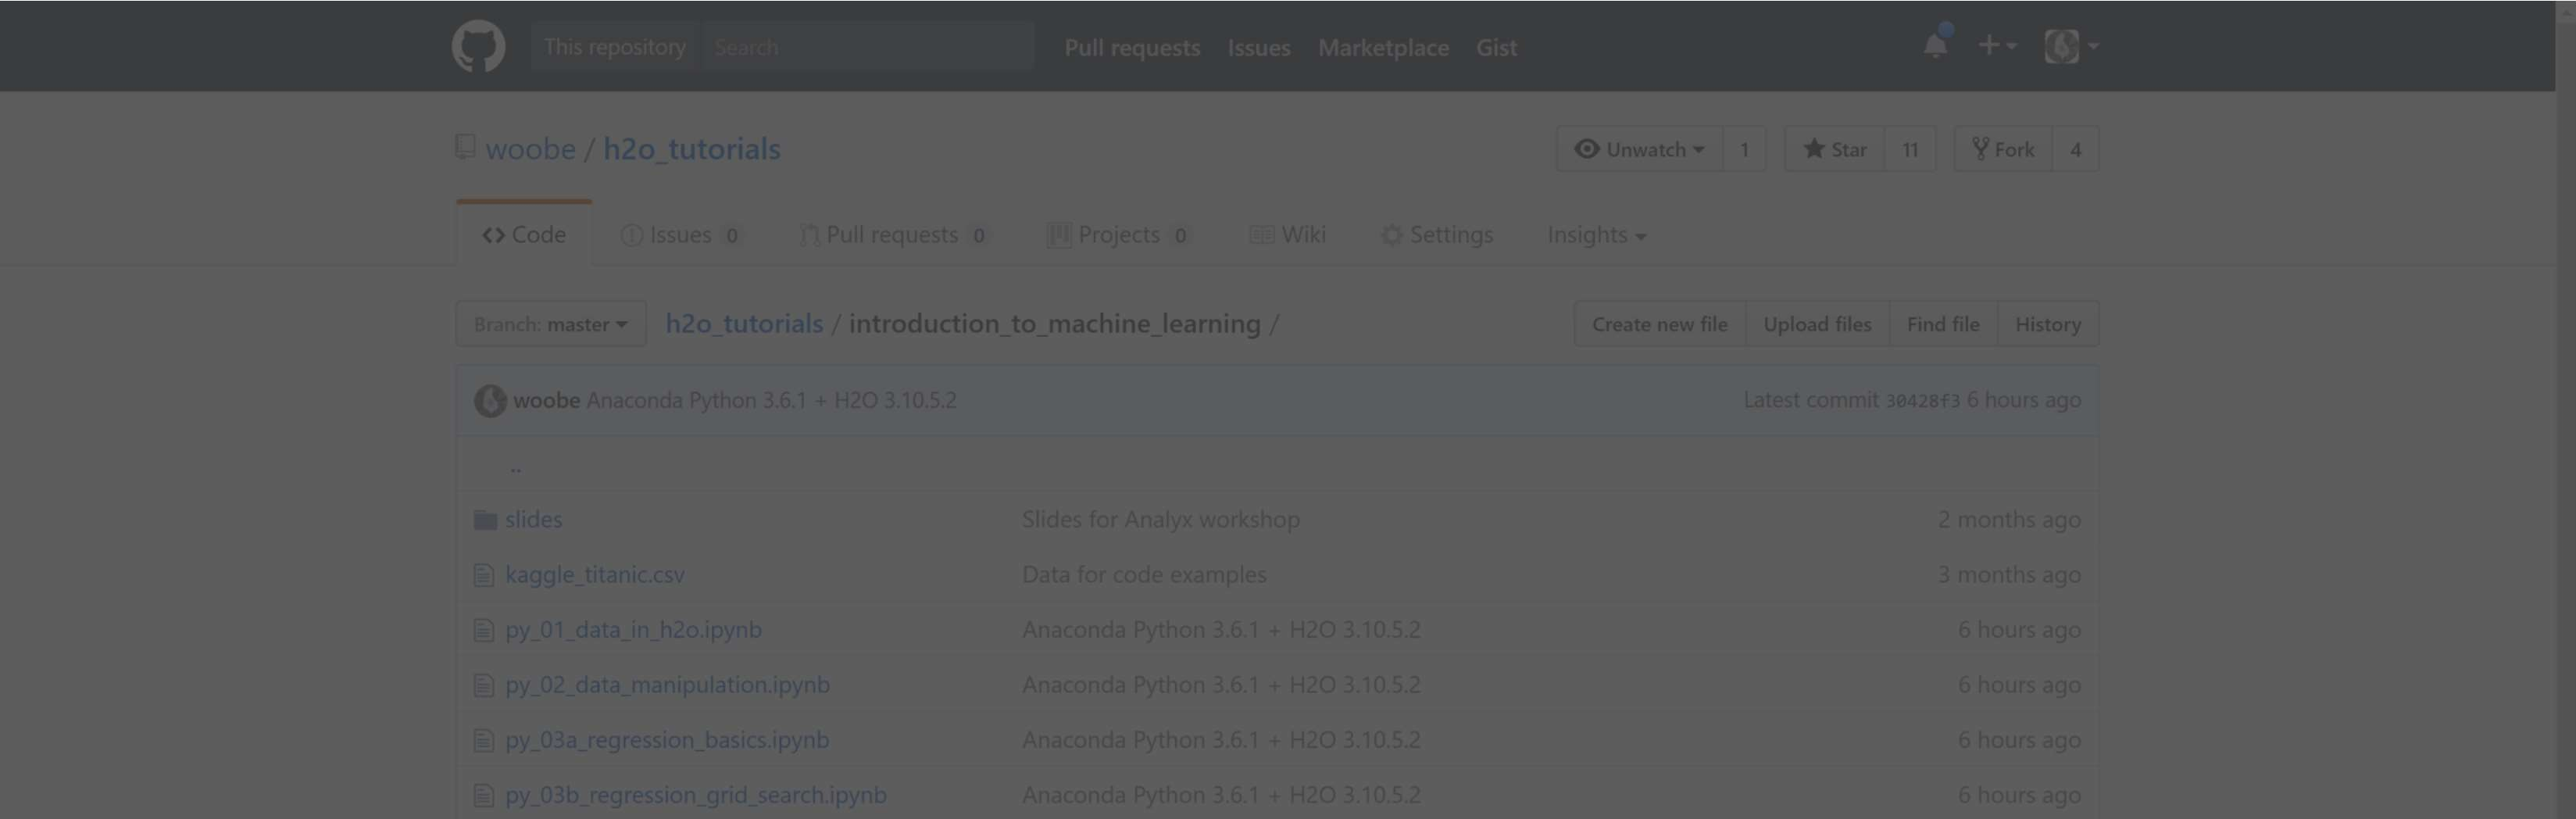 This repository Search Pull requests Issues Marketplace Gist
woobe / h2o_tutorials Unwatch 1 Star 11 Fork 4
<> Code Issues 0 Pull requests 0 Projects 0 Wiki Settings Insights
Branch: master h2o_tutorials / introduction_to_machine_learning / Create new file Upload files Find file History
woobe Anaconda Python 3.6.1 + H2O 3.10.5.2 Latest commit 30428f3 6 hours ago
..
slides Slides for Analyx workshop 2 months ago
kaggle_titanic.csv Data for code examples 3 months ago
py_01_data_in_h2o.ipynb Anaconda Python 3.6.1 + H2O 3.10.5.2 6 hours ago
py_02_data_manipulation.ipynb Anaconda Python 3.6.1 + H2O 3.10.5.2 6 hours ago
py_03a_regression_basics.ipynb Anaconda Python 3.6.1 + H2O 3.10.5.2 6 hours ago
py_03b_regression_grid_search.ipynb Anaconda Python 3.6.1 + H2O 3.10.5.2 6 hours ago